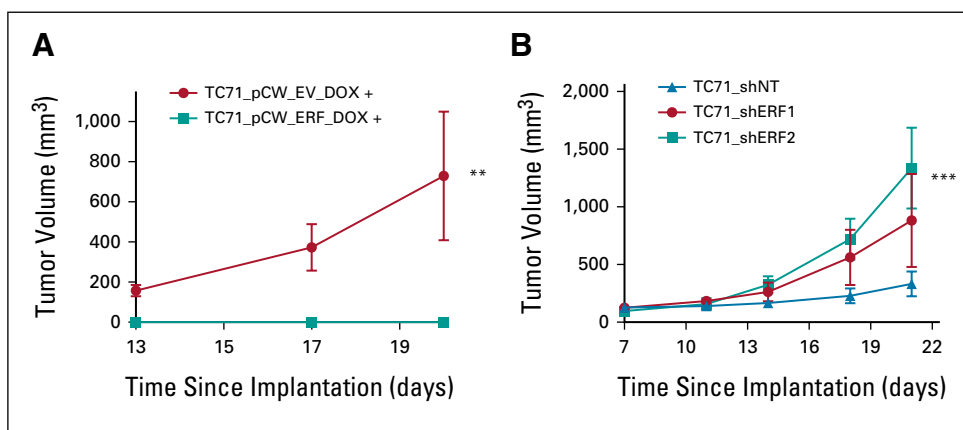 A
TC71_pCW_EV_DOX +
TC71_pCW_ERF_DOX +
Tumor Volume (mm3)
1,000
800
600
400
200
0
**
13
15
17
19
Time Since Implantation (days)
B
TC71_shNT
TC71_shERF1
TC71_shERF2
Tumor Volume (mm3)
2,000
1,500
1,000
500
0
***
7
10
13
16
19
22
Time Since Implantation (days)